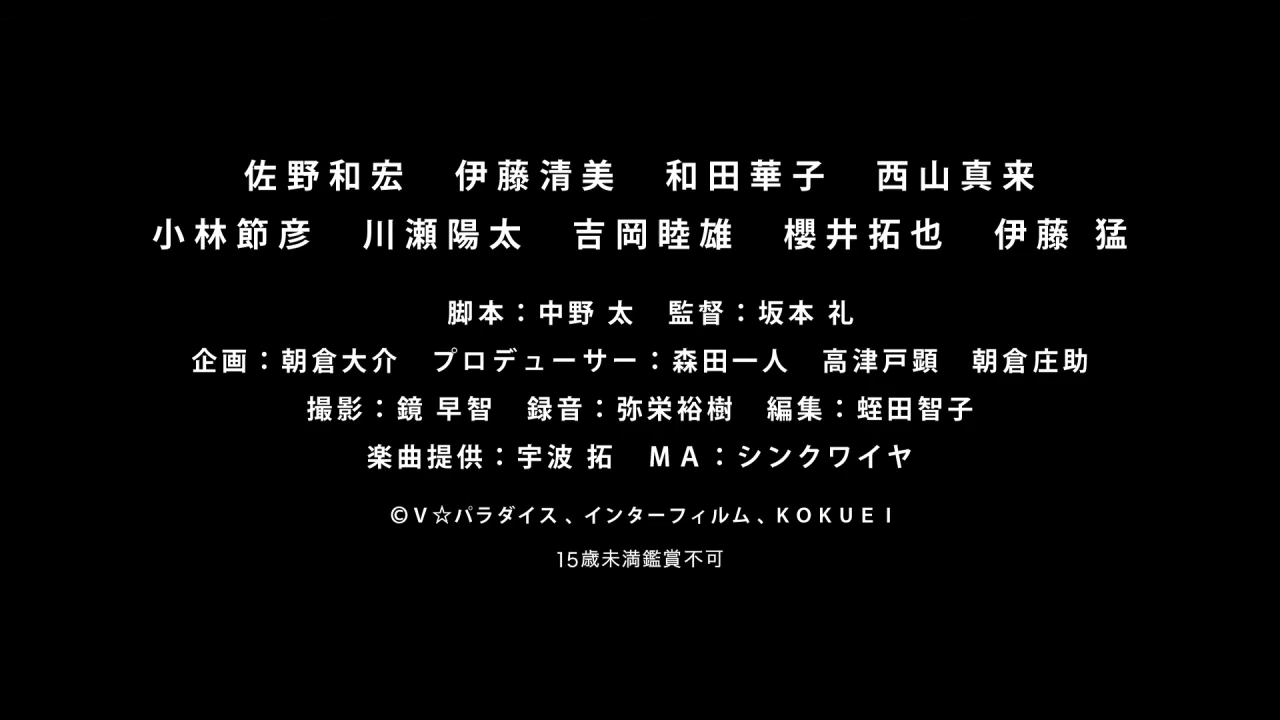 佐野和宏　伊藤清美　和田華子　西山真来
小林節彦　川瀬陽太　吉岡睦雄　櫻井拓也　伊藤 猛
脚本：中野 太　監督：坂本 礼
企画：朝倉大介　プロデューサー：森田一人　高津戸顕　朝倉庄助
撮影：鏡 早智　録音：弥栄裕樹　編集：蛭田智子
楽曲提供：宇波 拓　ＭＡ：シンクワイヤ
©Ｖ☆パラダイス、インターフィルム、ＫＯＫＵＥＩ
15歳未満鑑賞不可